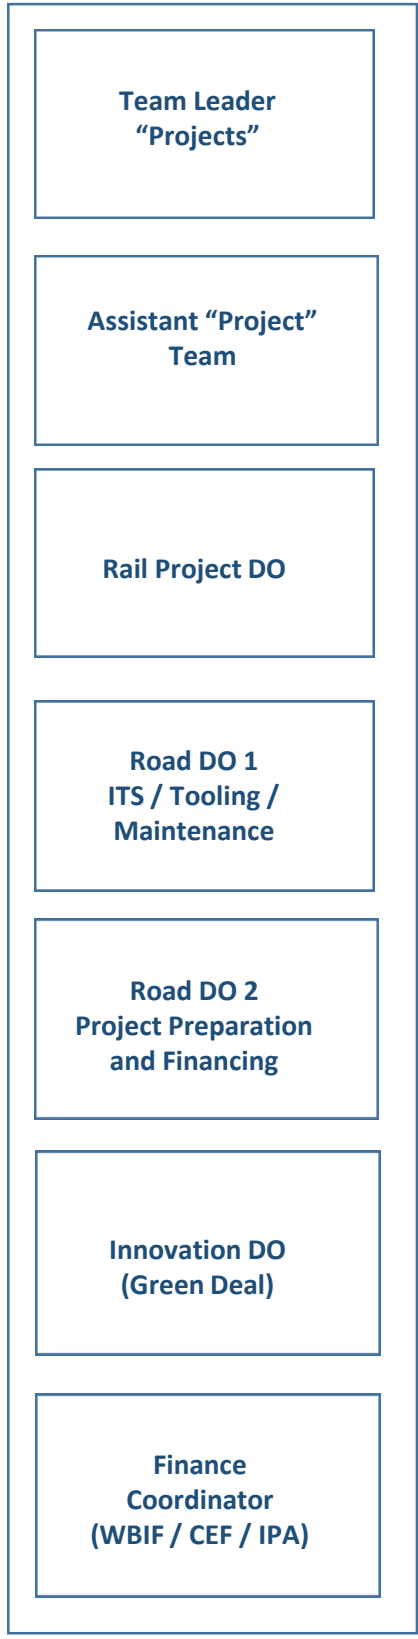 Team Leader
“Projects”
Assistant “Project”
Team
Rail Project DO
Road DO 1
ITS / Tooling /
Maintenance
Road DO 2
Project Preparation
and Financing
Innovation DO
(Green Deal)
Finance
Coordinator
(WBIF / CEF / IPA)